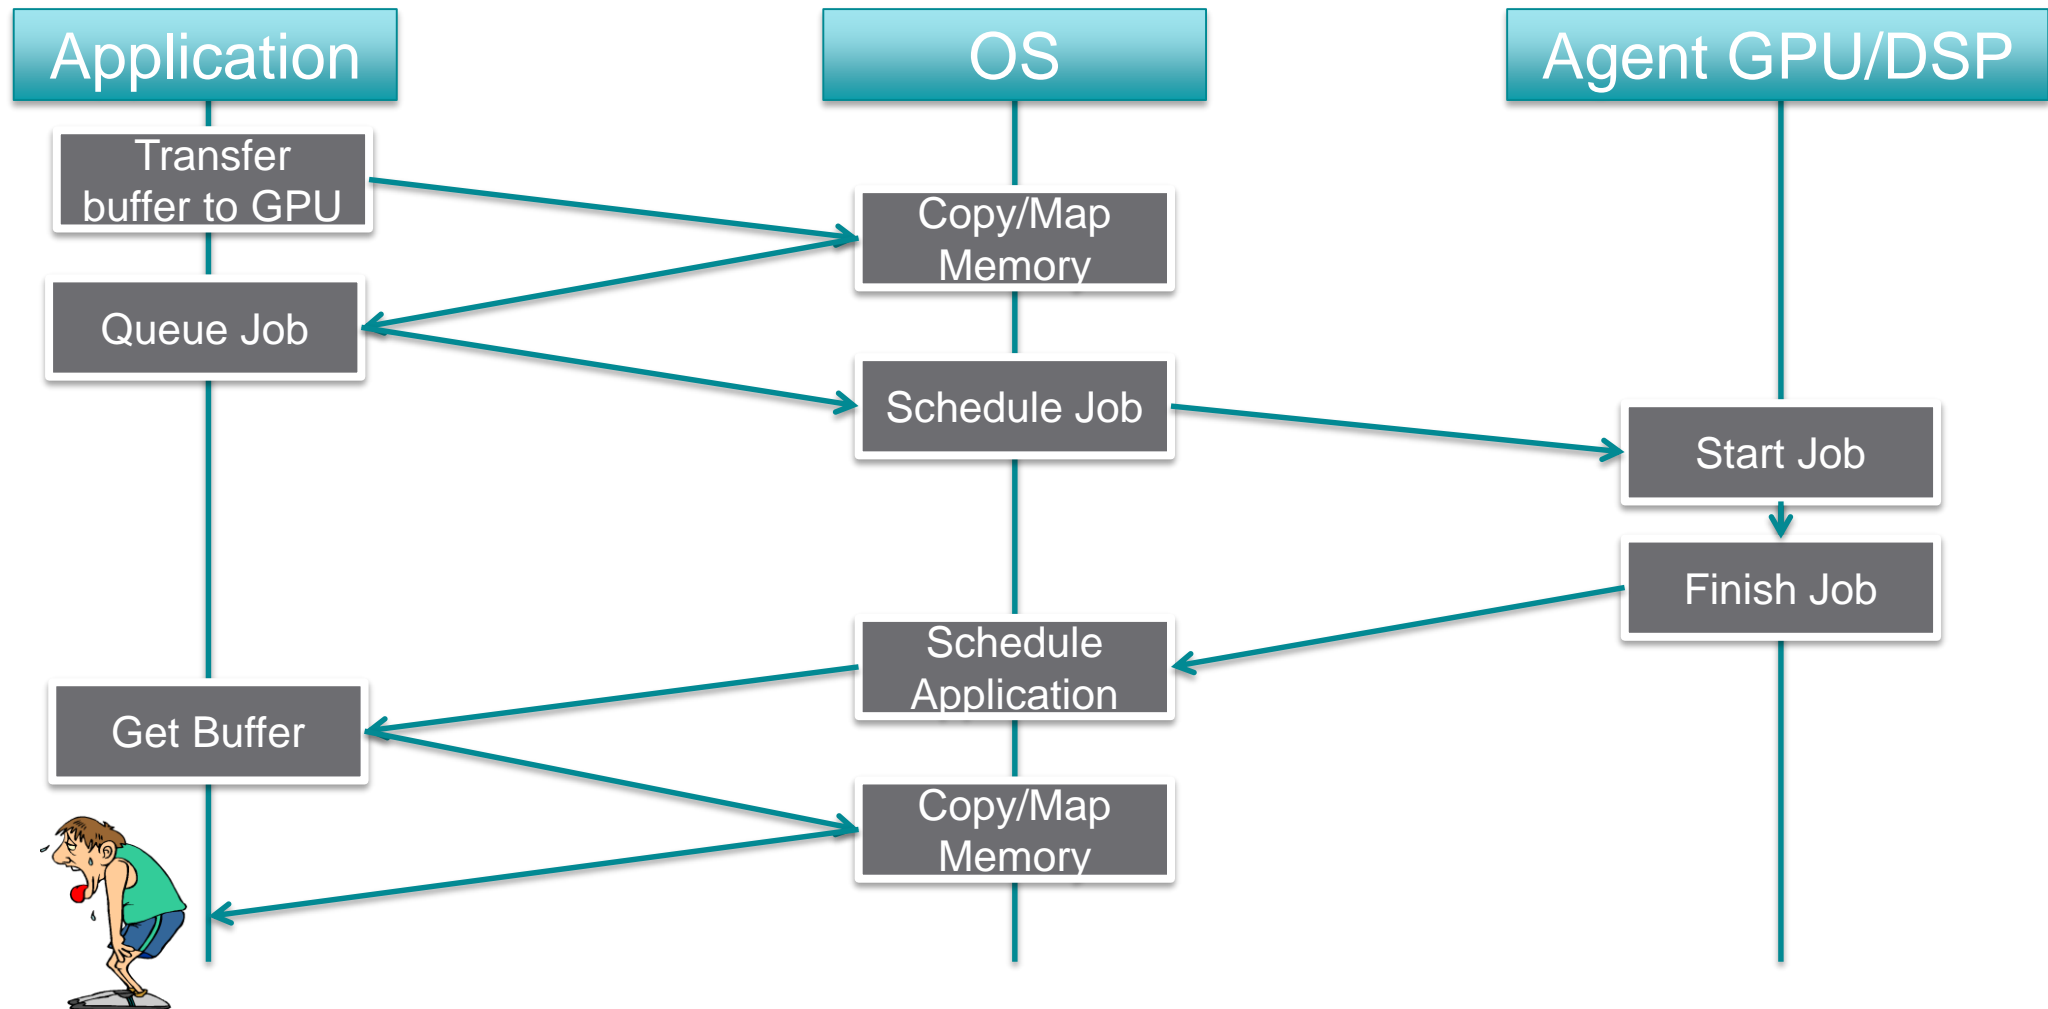 Application
OS
Agent GPU/DSP
Transfer
buffer to GPU
Copy/Map
Memory
Queue Job
Schedule Job
Start Job
Finish Job
Schedule
Application
Get Buffer
Copy/Map
Memory